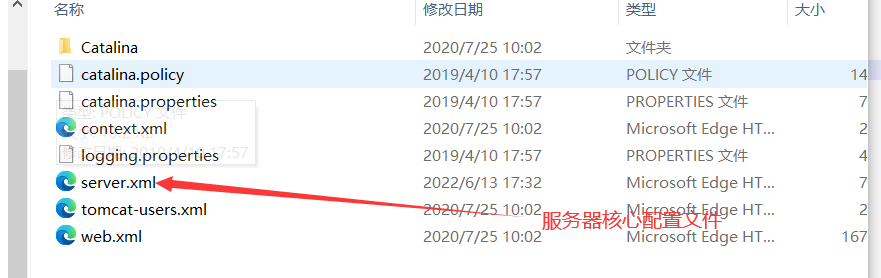 名称 修改日期 类型 大小
Catalina 2020/7/25 10:02 文件夹
catalina.policy 2019/4/10 17:57 POLICY 文件 14
catalina.properties 2019/4/10 17:57 PROPERTIES 文件 7
类型: POLICY 文件
context.xml 2020/7/25 10:02 Microsoft Edge HT... 2
logging.properties 2019/4/10 17:57 PROPERTIES 文件 4
修改日期: 2019/4/10 17:57
server.xml 2022/6/13 17:32 Microsoft Edge HT... 7
tomcat-users.xml 2020/7/25 10:02 Microsoft Edge HT... 2
服务器核心配置文件
web.xml 2020/7/25 10:02 Microsoft Edge HT... 167